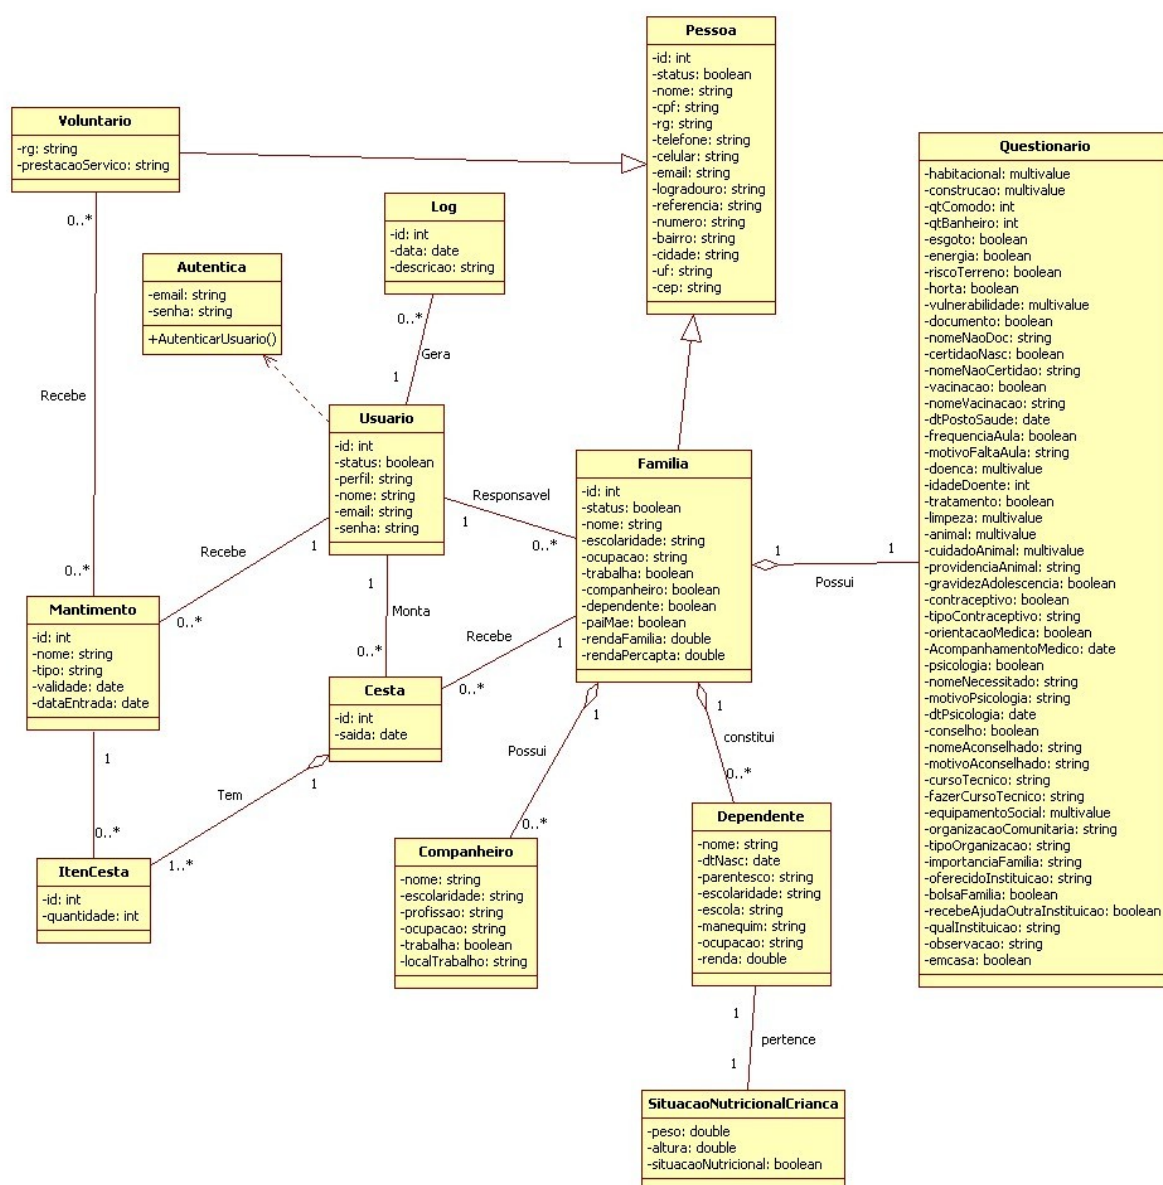 Pessoa
-id: int
-status: boolean
-nome: string
-cpf: string
-rg: string
-telefone: string
-celular: string
-email: string
-logradouro: string
-referencia: string
-numero: string
-bairro: string
-cidade: string
-uf: string
-cep: string
Voluntario
-rg: string
-prestacaoServico: string
0..*
Recebe
0..*
Log
-id: int
-data: date
-descricao: string
0..*
Gera
1
Autentica
-email: string
-senha: string
+AutenticarUsuario()
Usuario
-id: int
-status: boolean
-perfil: string
-nome: string
-email: string
-senha: string
Responsavel
1
0..*
Recebe
1
0..*
1
Monta
0..*
Familia
-id: int
-status: boolean
-nome: string
-escolaridade: string
-ocupacao: string
-trabalha: boolean
-companheiro: boolean
-dependente: boolean
-paiMae: boolean
-rendaFamilia: double
-rendaPercapta: double
1
1
Possui
Recebe
1
0..*
Questionario
-habitacional: multivalue
-construcao: multivalue
-qtComodo: int
-qtBanheiro: int
-esgoto: boolean
-energia: boolean
-riscoTerreno: boolean
-horta: boolean
-vulnerabilidade: multivalue
-documento: boolean
-nomeNaoDoc: string
-certidaoNasc: boolean
-nomeNaoCertidao: string
-vacinacao: boolean
-nomeVacinacao: string
-dtPostoSaude: date
-frequenciaAula: boolean
-motivoFaltaAula: string
-doenca: multivalue
-idadeDoente: int
-tratamento: boolean
-limpeza: multivalue
-animal: multivalue
-cuidadoAnimal: multivalue
-providenciaAnimal: string
-gravidezAdolescencia: boolean
-contraceptivo: boolean
-tipoContraceptivo: string
-orientacaoMedica: boolean
-AcompanhamentoMedico: date
-psicologia: boolean
-nomeNecessitado: string
-motivoPsicologia: string
-dtPsicologia: date
-conselho: boolean
-nomeAconselhado: string
-motivoAconselhado: string
-cursoTecnico: string
-fazerCursoTecnico: string
-equipamentoSocial: multivalue
-organizacaoComunitaria: string
-tipoOrganizacao: string
-importanciaFamilia: string
-oferecidoInstituicao: string
-bolsaFamilia: boolean
-recebeAjudaOutraInstituicao: boolean
-qualInstituicao: string
-observacao: string
-emcasa: boolean
Mantimento
-id: int
-nome: string
-tipo: string
-validade: date
-dataEntrada: date
1
0..*
Cesta
-id: int
-saida: date
1
Tem
1..*
ItenCesta
-id: int
-quantidade: int
1
Possui
0..*
1
constitui
0..*
Companheiro
-nome: string
-escolaridade: string
-profissao: string
-ocupacao: string
-trabalha: boolean
-localTrabalho: string
Dependente
-nome: string
-dtNasc: date
-parentesco: string
-escolaridade: string
-escola: string
-manequim: string
-ocupacao: string
-renda: double
1
pertence
1
SituacaoNutricionalCrianca
-peso: double
-altura: double
-situacaoNutricional: boolean